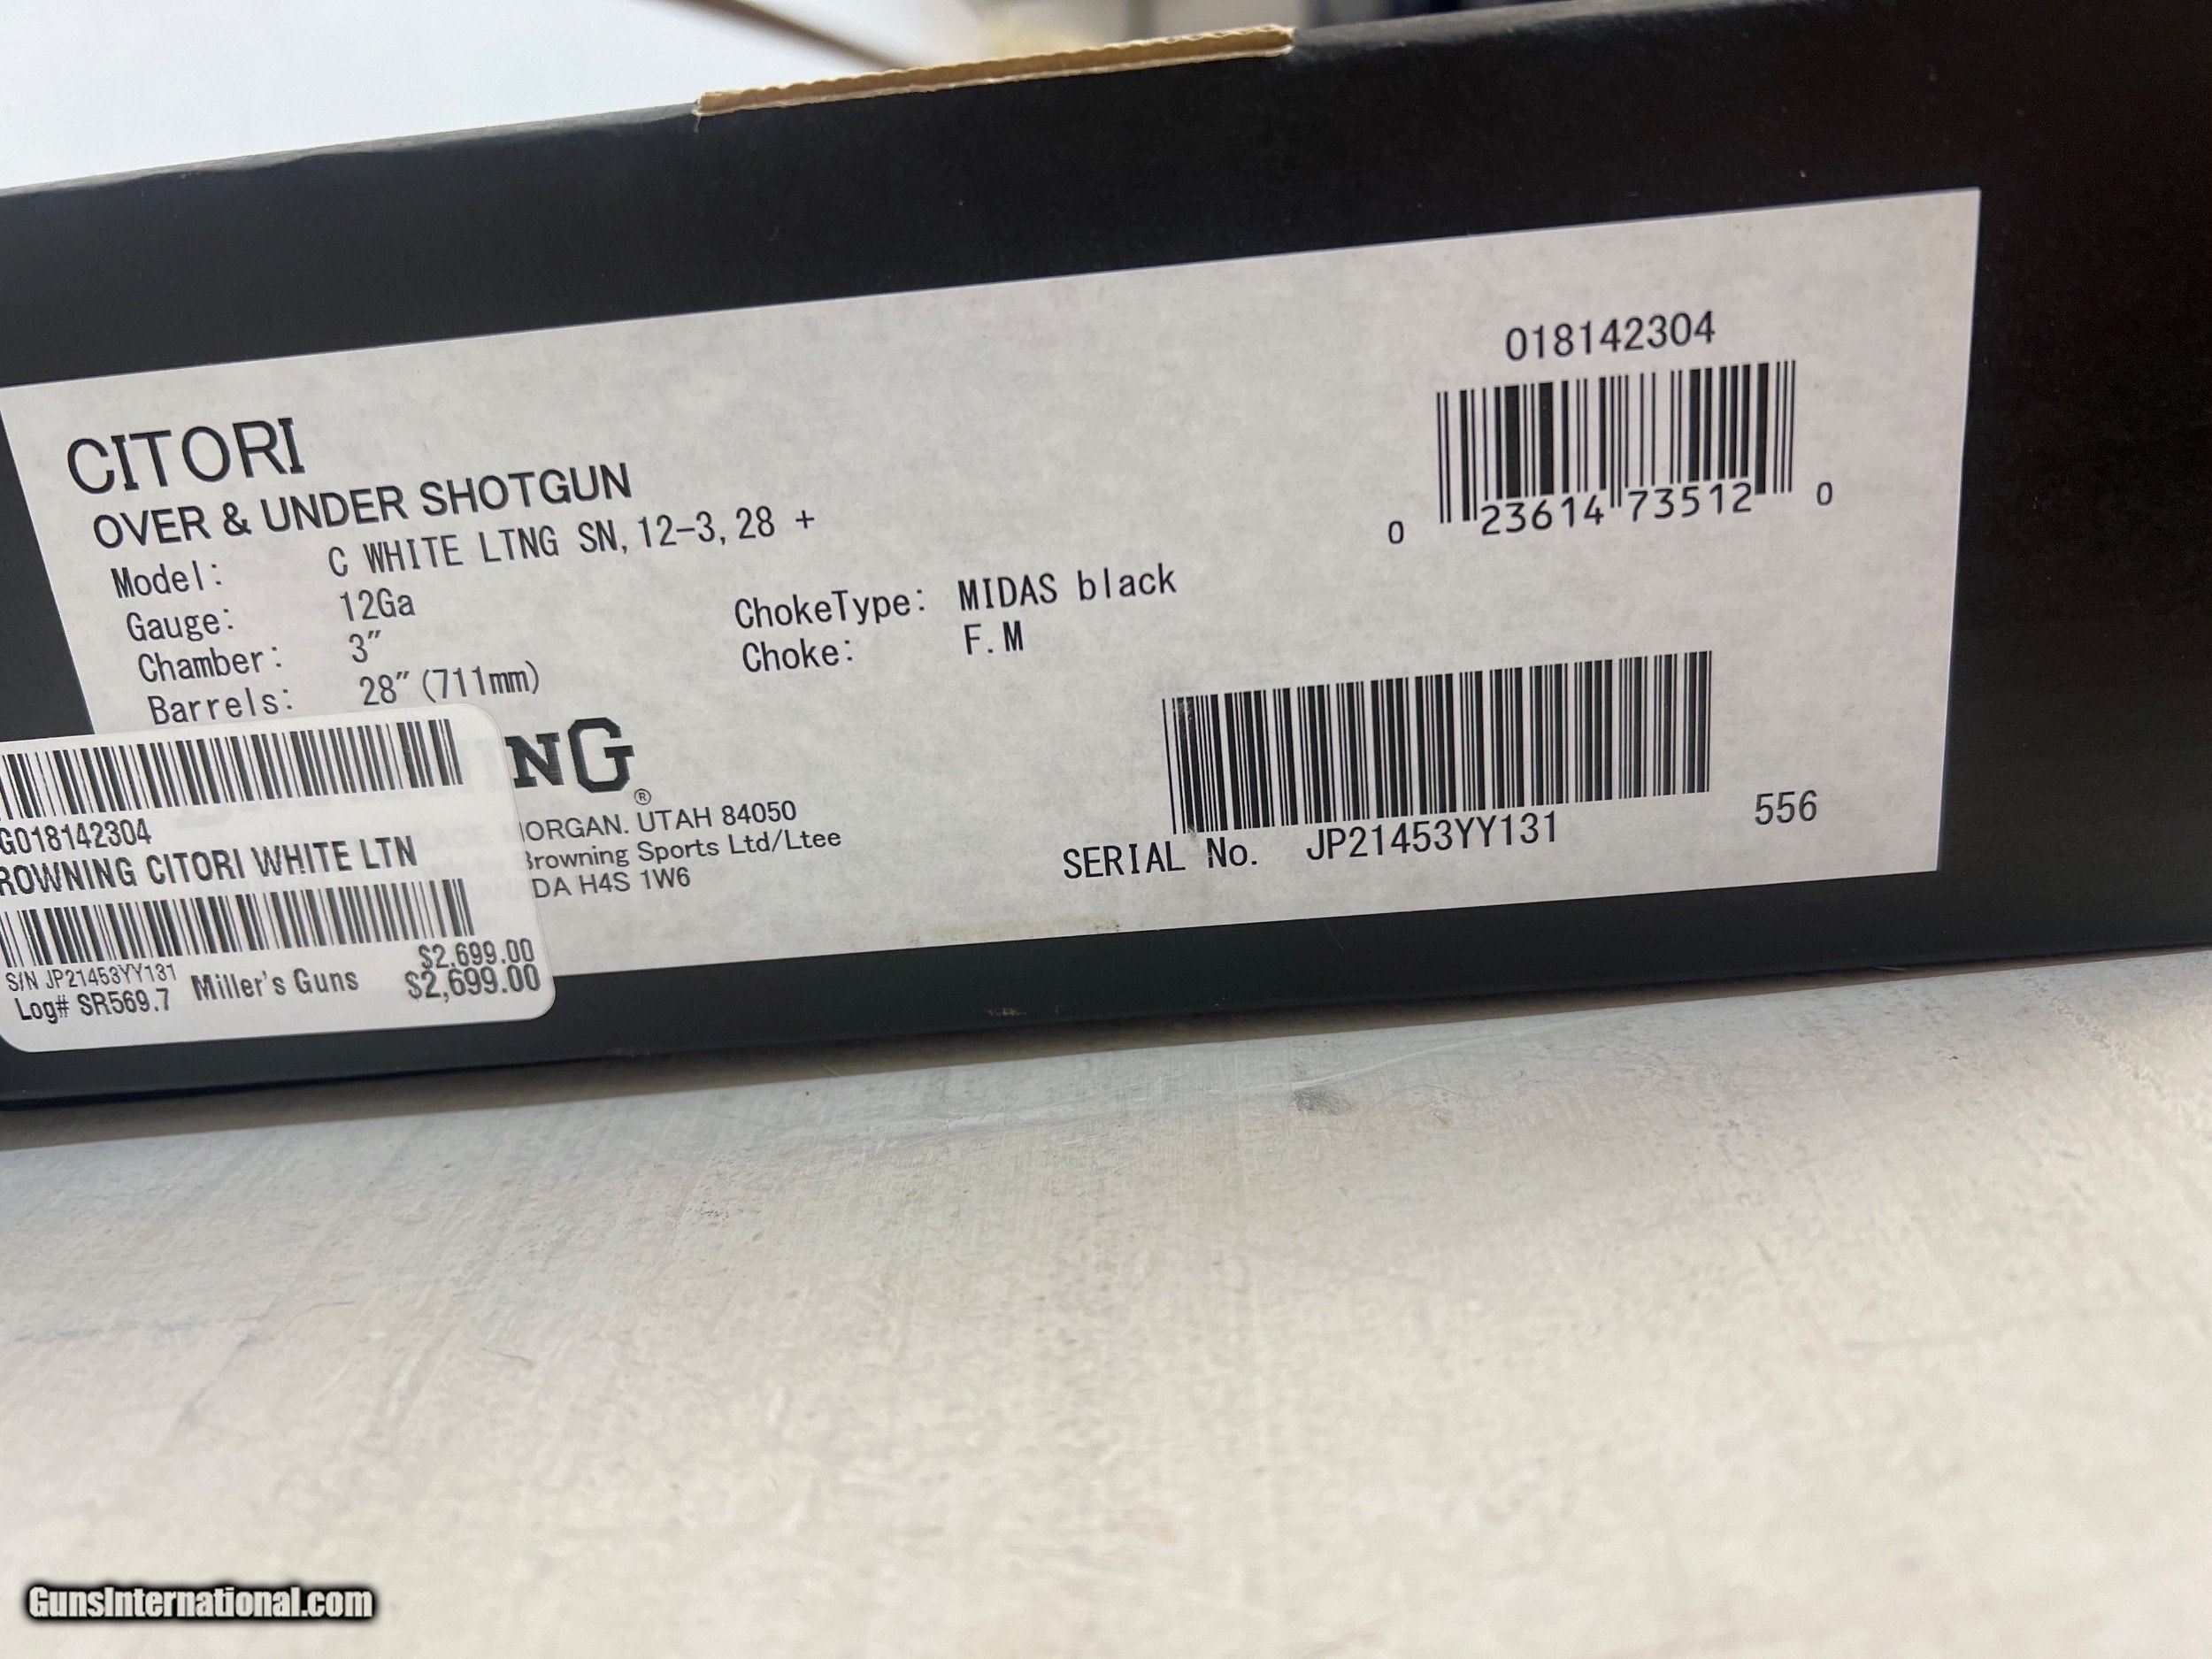 018142304
0 23614 73512 0
CITORI
OVER & UNDER SHOTGUN
Model: C WHITE LTNG SN, 12-3, 28 +
Gauge: 12Ga
Chamber: 3"
Barrels: 28" (711mm)
ChokeType: MIDAS black
Choke: F.M
NG®
ORGAN. UTAH 84050
Browning Sports Ltd/Ltee
DA H4S 1W6
SERIAL No. JP21453YY131
556
G018142304
ROWNING CITORI WHITE LTN
$2,699.00
S/N JP21453YY131 Miller's Guns $2,699.00
Log# SR569.7
GunsInternational.com